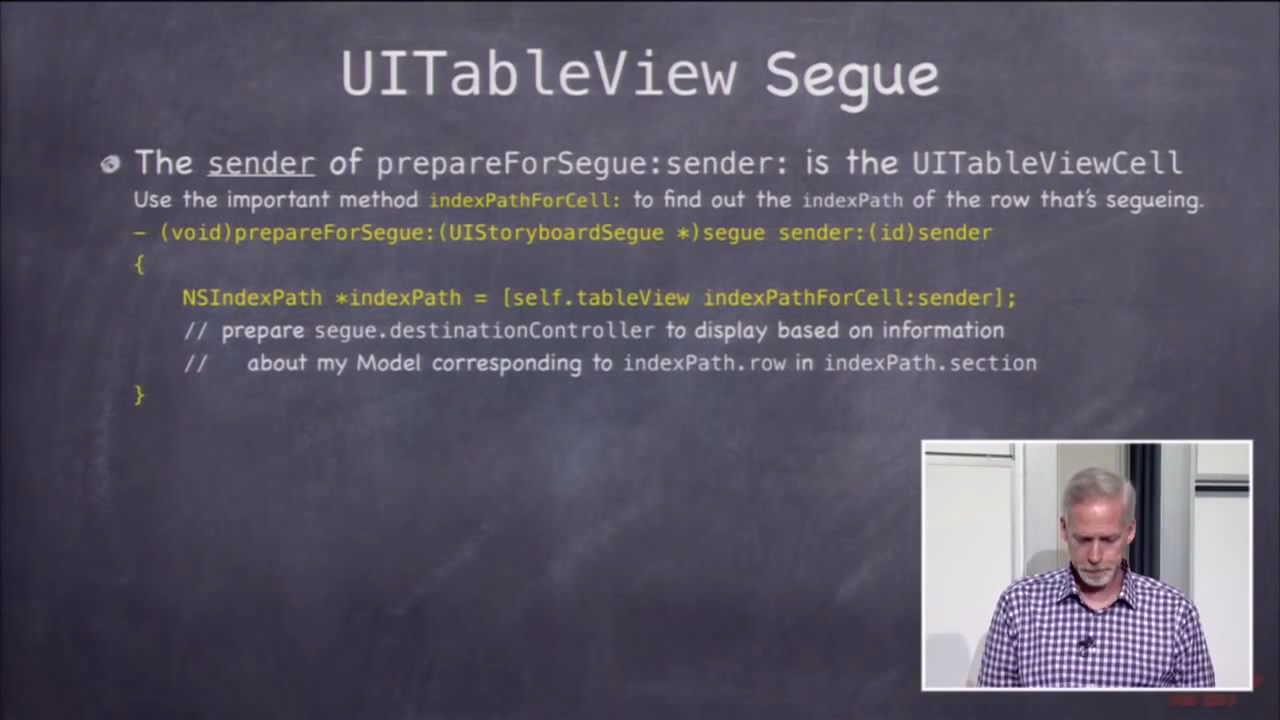 UITableView Segue
The sender of prepareForSegue:sender: is the UITableViewCell
Use the important method indexPathForCell: to find out the indexPath of the row that's segueing.
- (void)prepareForSegue:(UIStoryboardSegue *)segue sender:(id)sender
{
NSIndexPath *indexPath = [self.tableView indexPathForCell:sender];
// prepare segue.destinationController to display based on information
// about my Model corresponding to indexPath.row in indexPath.section
}